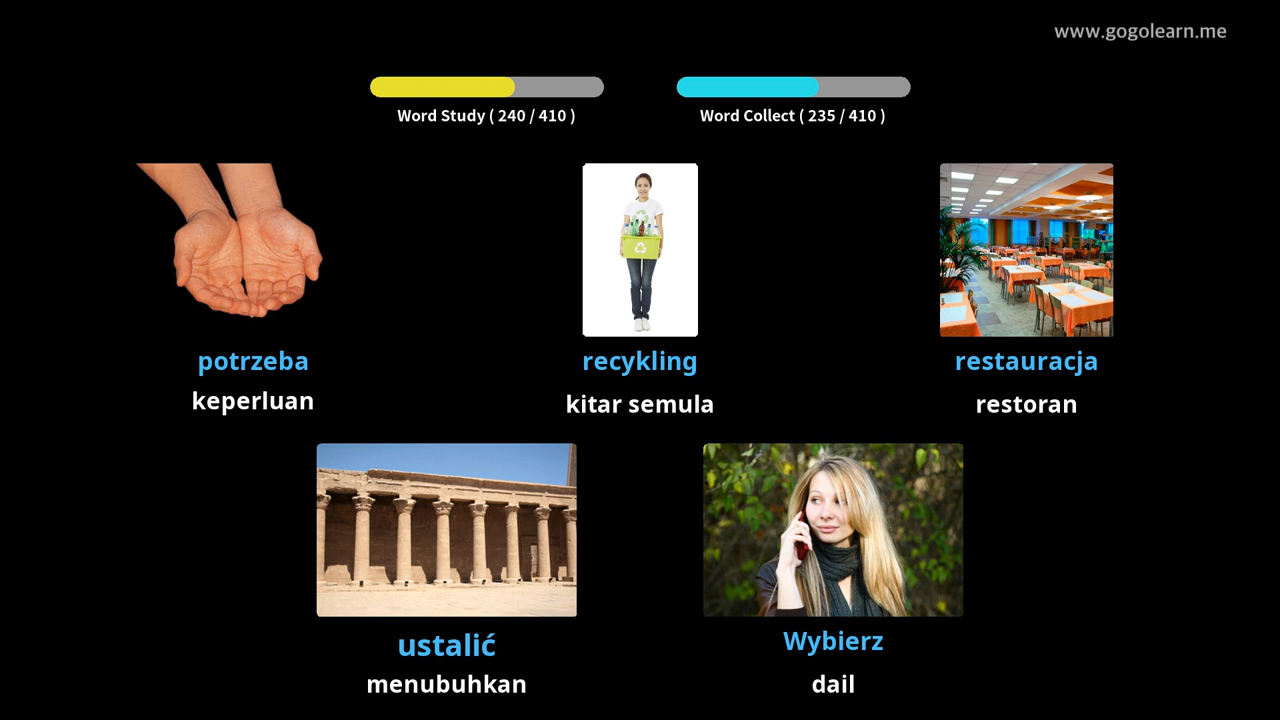 www.gogolearn.me
Word Study ( 240 / 410 )
Word Collect ( 235 / 410 )
potrzeba
keperluan
recykling
kitar semula
restauracja
restoran
ustalić
menubuhkan
Wybierz
dail